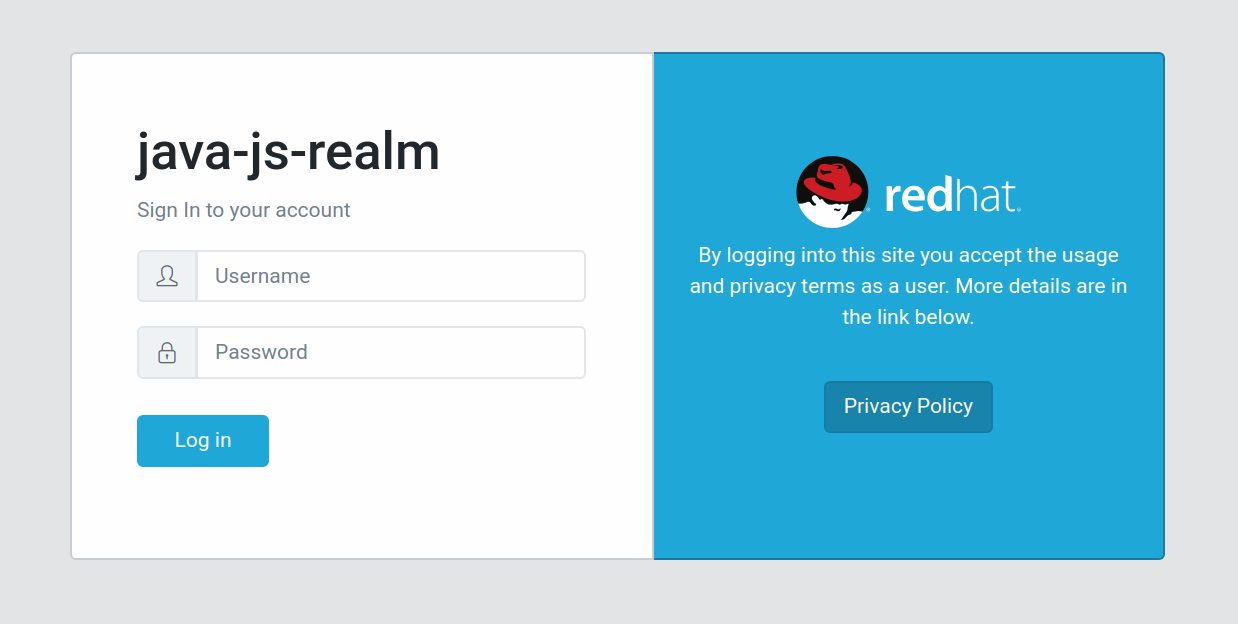 java-js-realm
Sign In to your account
Username
Password
Log in
redhat.
By logging into this site you accept the usage
and privacy terms as a user. More details are in
the link below.
Privacy Policy